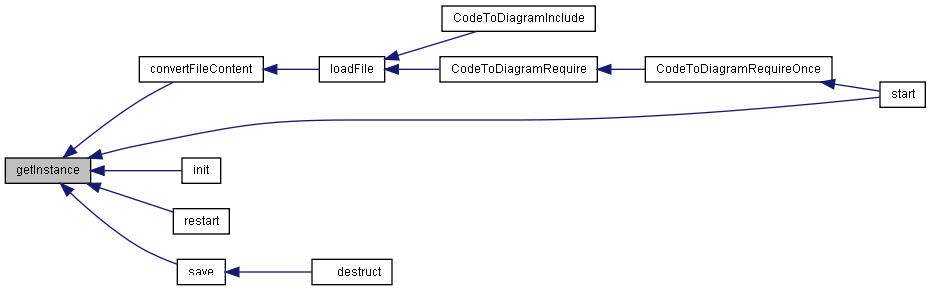 CodeToDiagramInclude
convertFileContent
loadFile
CodeToDiagramRequire
CodeToDiagramRequireOnce
start
getInstance
init
restart
save
destruct